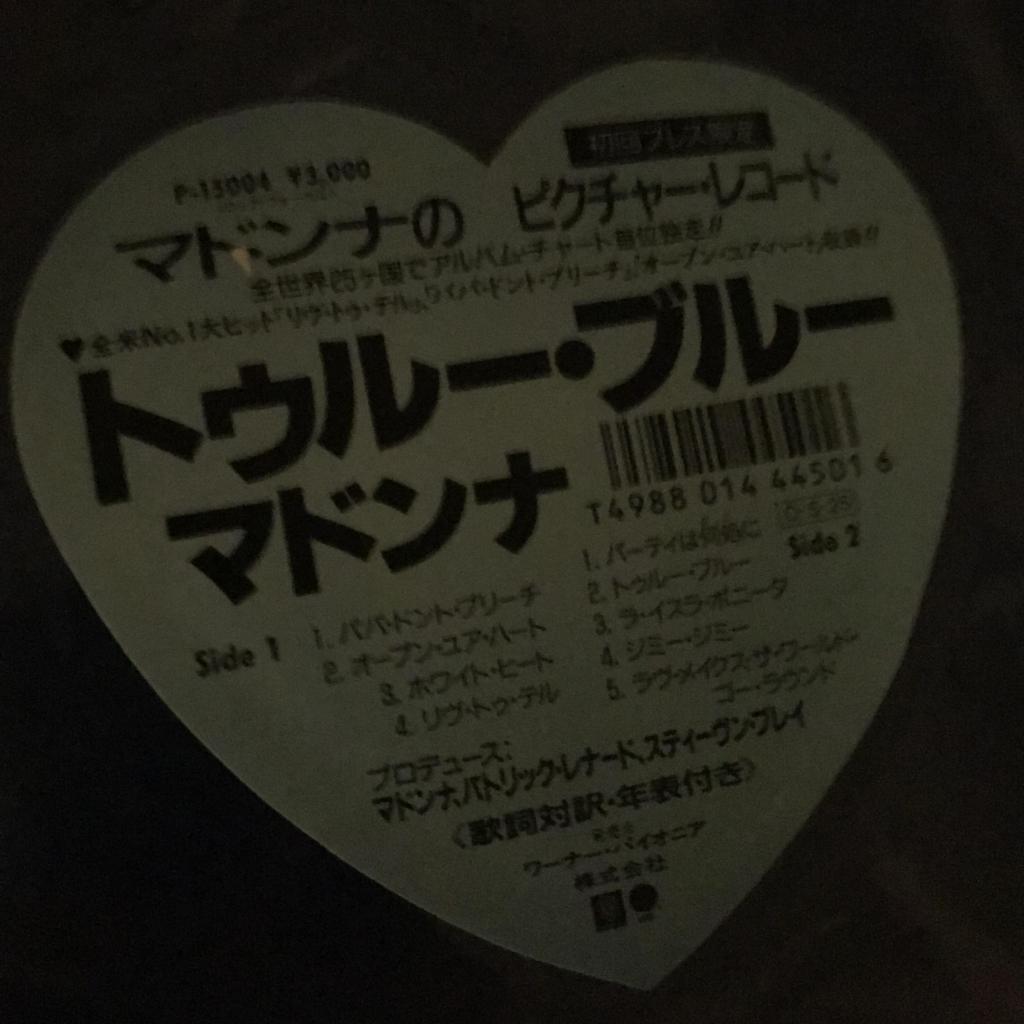 初回プレス限定
P-15004 ¥3,000
マドンナの ピクチャー・レコード
全世界25ヶ国でアルバム・チャート首位独走!!
♥全米No.1大ヒット「リヴ・トゥ・テル」、「パパ・ドント・プリーチ」、「オープン・ユア・ハート」収録!!
トゥルー・ブルー
マドンナ
T4988 014 44501 6
Side 1
1. パパ・ドント・プリーチ
2. オープン・ユア・ハート
3. ホワイト・ヒート
4. リヴ・トゥ・テル
Side 2
1. パーティは何処に
2. トゥルー・ブルー
3. ラ・イスラ・ボニータ
4. ジミー・ジミー
5. ラヴ・メイクス・ザ・ワールド・
ゴー・ラウンド
プロデュース:
マドンナ、パトリック・レナード、スティーヴン・ブレイ
《歌詞対訳・年表付き》
発売元
ワーナー・パイオニア
株式会社